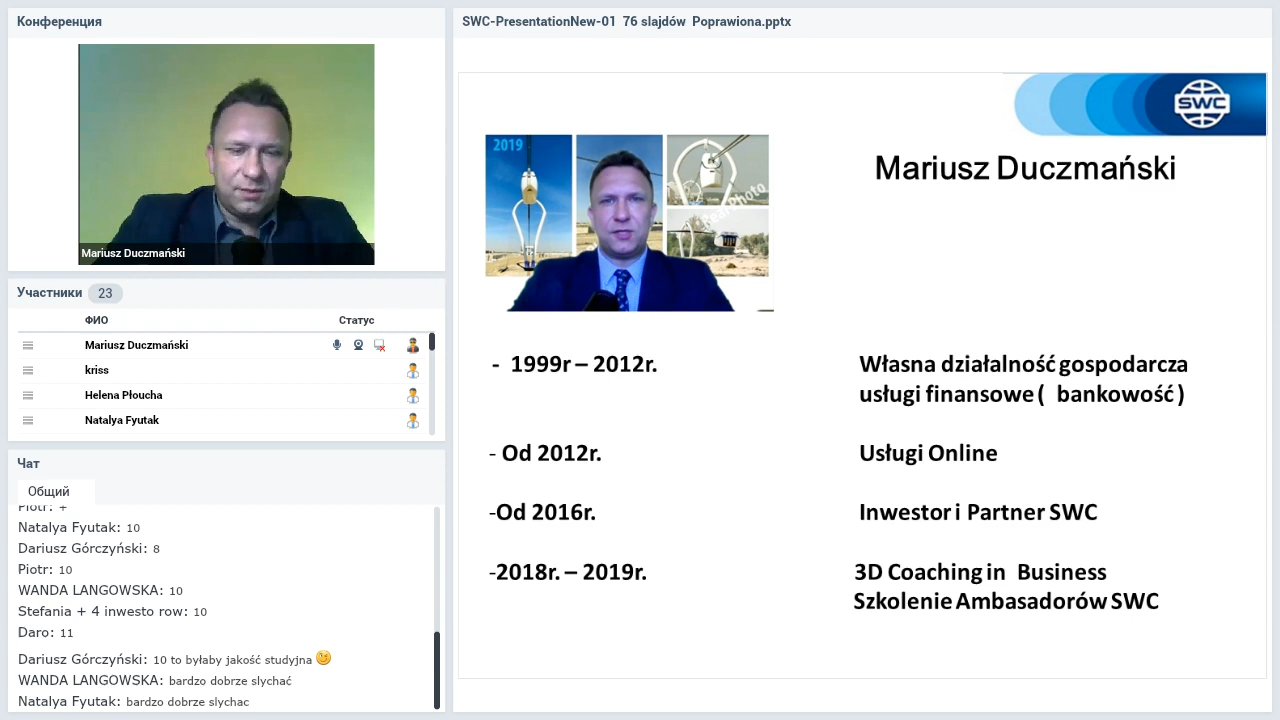 Конференция
Mariusz Duczmański
Участники 23
ФИО Статус
Mariusz Duczmański
kriss
Helena Płoucha
Natalya Fyutak
Чат
Общий
Piotr: +
Natalya Fyutak: 10
Dariusz Górczyński: 8
Piotr: 10
WANDA LANGOWSKA: 10
Stefania + 4 inwesto row: 10
Daro: 11
Dariusz Górczyński: 10 to byłaby jakość studyjna
WANDA LANGOWSKA: bardzo dobrze slychać
Natalya Fyutak: bardzo dobrze slychac
SWC-PresentationNew-01 76 slajdów Poprawiona.pptx
SWC
2019
Real Photo
Mariusz Duczmański
- 1999r – 2012r. Własna działalność gospodarcza
usługi finansowe ( bankowość )
- Od 2012r. Usługi Online
-Od 2016r. Inwestor i Partner SWC
-2018r. – 2019r. 3D Coaching in Business
Szkolenie Ambasadorów SWC